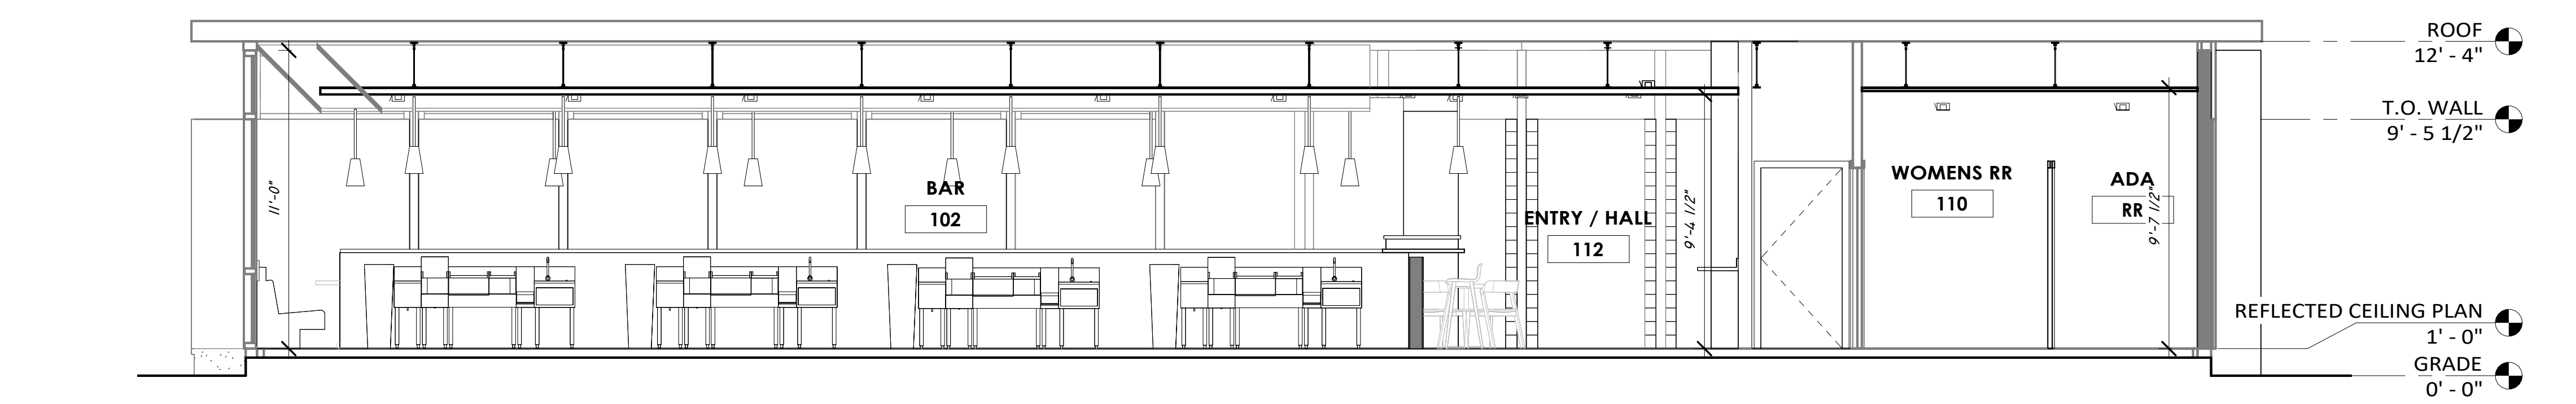 ROOF
12' - 4"
T.O. WALL
9' - 5 1/2"
11'-0"
BAR
102
ENTRY / HALL
112
9'-4 1/2"
WOMENS RR
110
ADA
RR
9'-7 1/2"
REFLECTED CEILING PLAN
1' - 0"
GRADE
0' - 0"